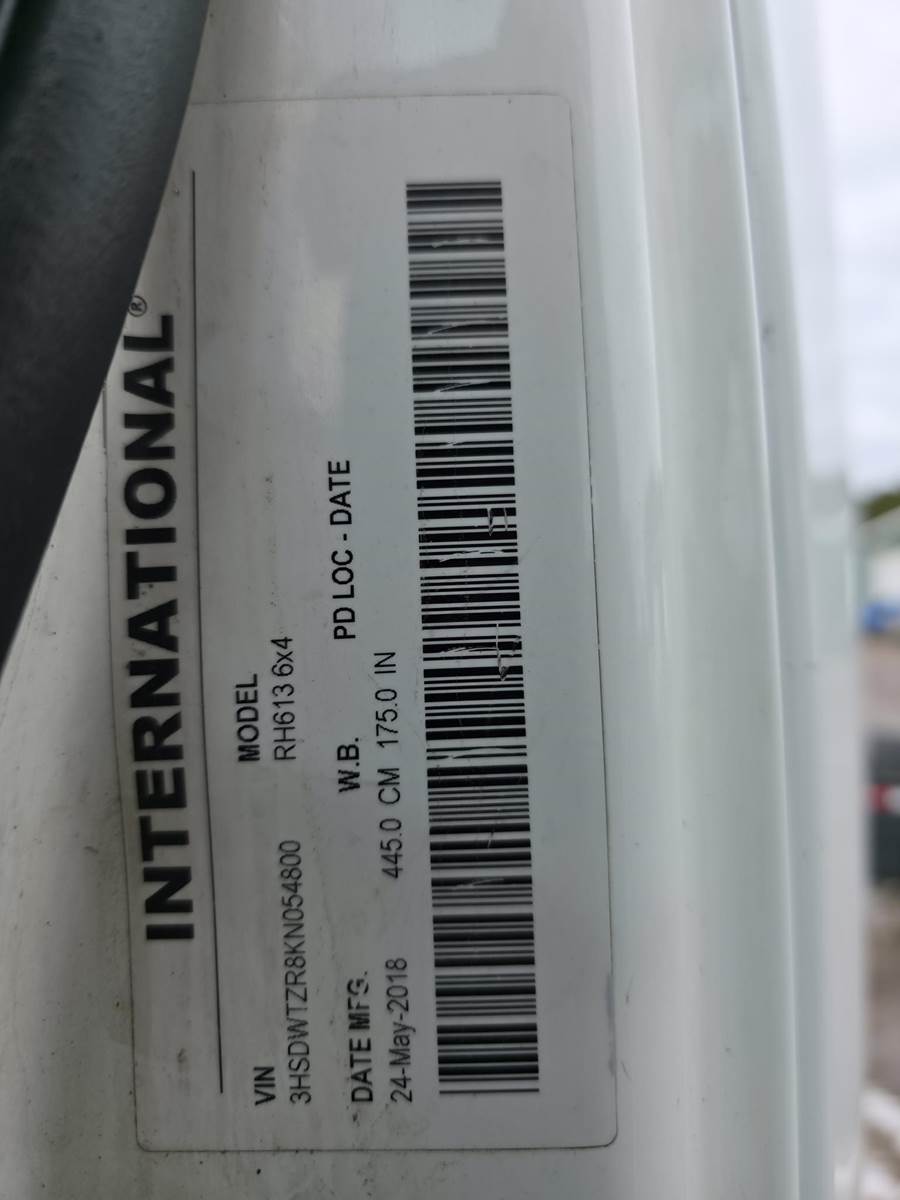 INTERNATIONAL®
VIN MODEL
3HSDWTZR8KN054800 RH613 6x4
DATE MFG. W.B. PD LOC - DATE
24-May-2018 445.0 CM 175.0 IN